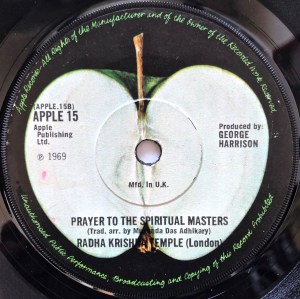 Apple Records · All Rights of the Manufacturer and of the Owner of the Recorded Work Reserved
(APPLE.15B)
APPLE 15
Apple
Publishing
Ltd.
℗ 1969
Produced by:
GEORGE
HARRISON
Mfd. In U.K.
PRAYER TO THE SPIRITUAL MASTERS
(Trad. arr. by Mukunda Das Adhikary)
RADHA KRISHNA TEMPLE (London)
Unauthorised Public Performance, Broadcasting and Copying of this Record Prohibited